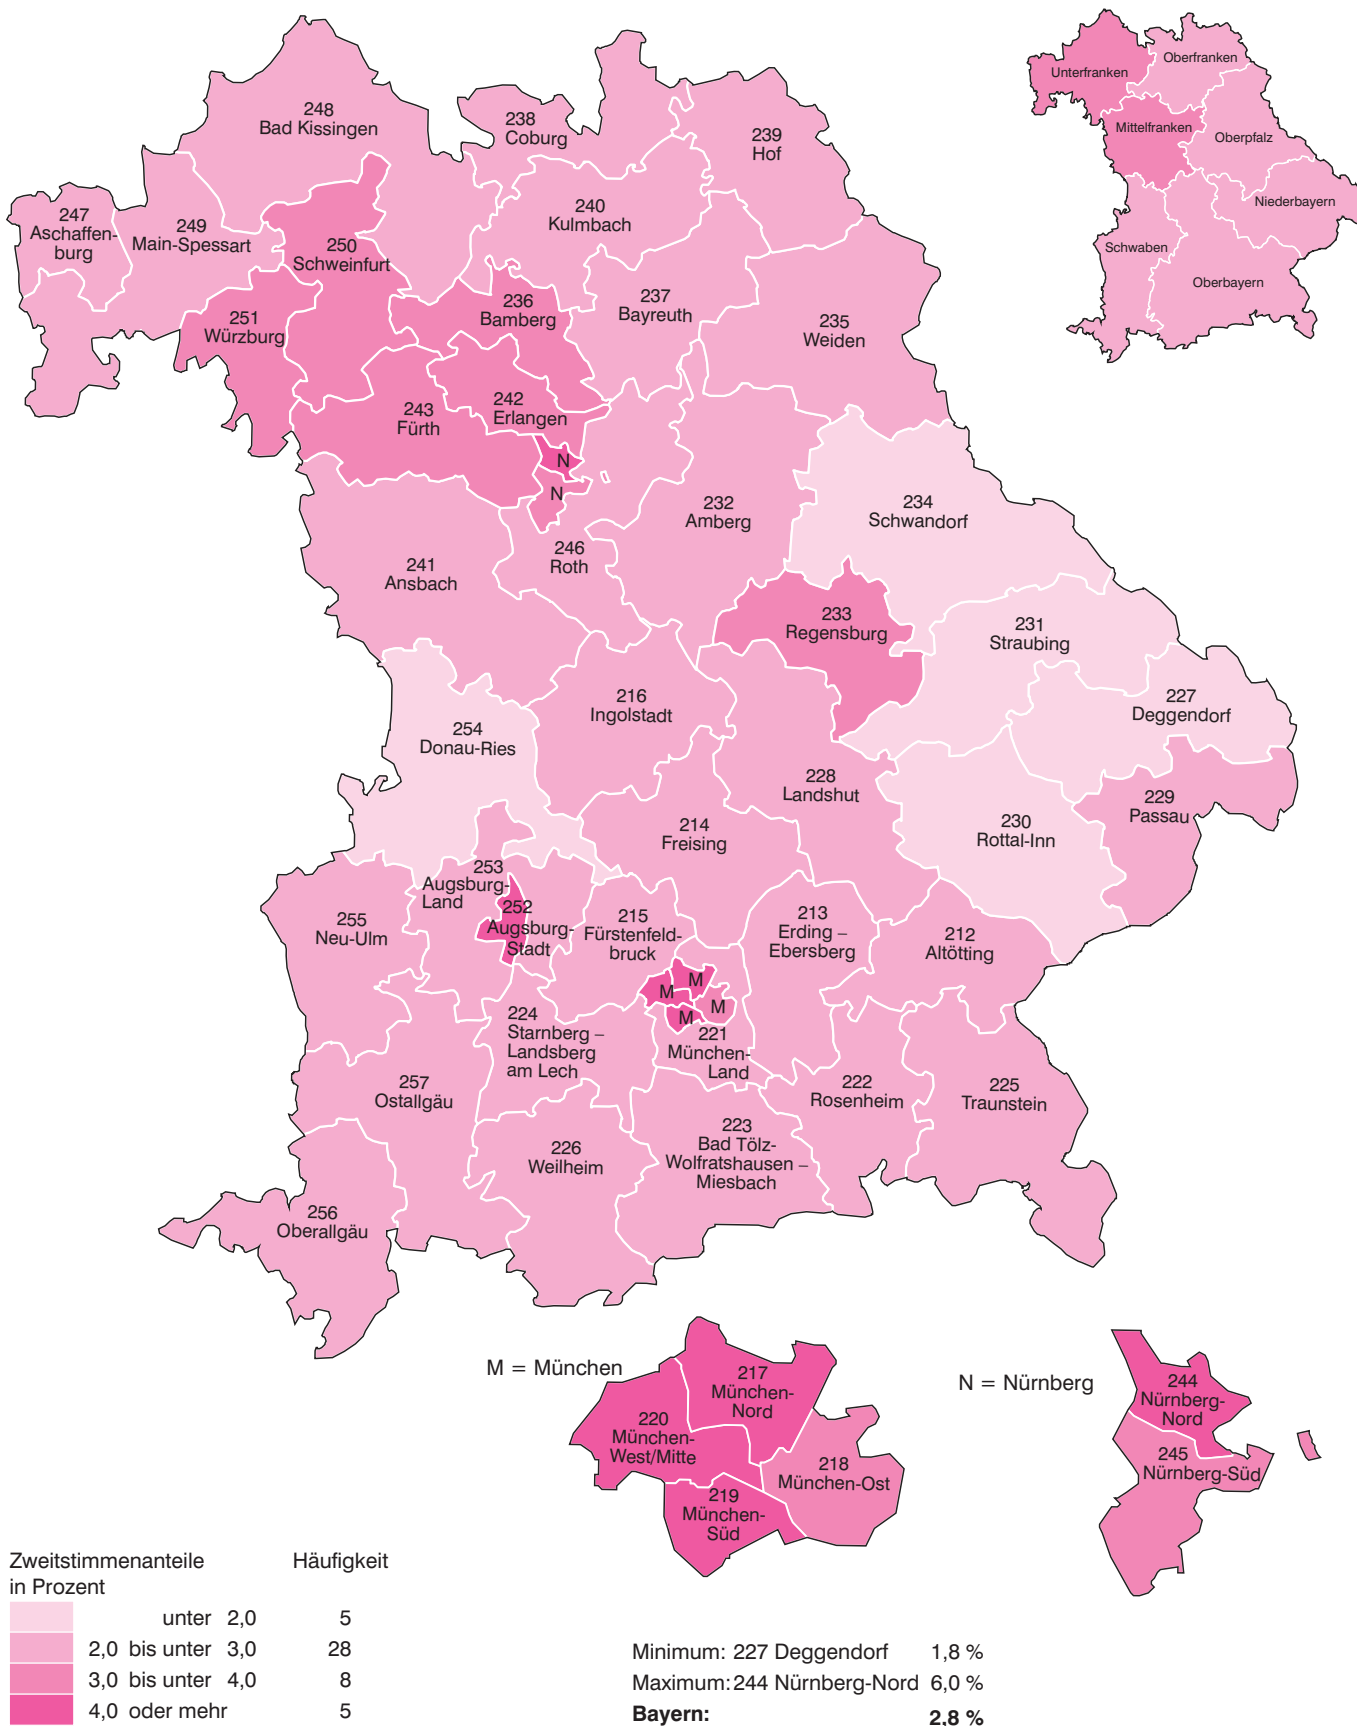 248
Bad Kissingen
238
Coburg
239
Hof
Unterfranken
Oberfranken
Mittelfranken
Oberpfalz
Niederbayern
Schwaben
Oberbayern
247
Aschaffen-
burg
249
Main-Spessart
240
Kulmbach
250
Schweinfurt
251
Würzburg
236
Bamberg
237
Bayreuth
235
Weiden
243
Fürth
242
Erlangen
N
N
232
Amberg
234
Schwandorf
241
Ansbach
246
Roth
233
Regensburg
231
Straubing
227
Deggendorf
216
Ingolstadt
254
Donau-Ries
228
Landshut
229
Passau
214
Freising
230
Rottal-Inn
253
Augsburg-
Land
252
Augsburg-
Stadt
255
Neu-Ulm
215
Fürstenfeld-
bruck
213
Erding –
Ebersberg
212
Altötting
M
M
M
M
224
Starnberg –
Landsberg
am Lech
221
München-
Land
257
Ostallgäu
222
Rosenheim
225
Traunstein
223
Bad Tölz-
Wolfratshausen –
Miesbach
226
Weilheim
256
Oberallgäu
M = München
217
München-
Nord
220
München-
West/Mitte
218
München-Ost
219
München-
Süd
N = Nürnberg
244
Nürnberg-
Nord
245
Nürnberg-Süd
Zweitstimmenanteile Häufigkeit
in Prozent
unter 2,0 5
2,0 bis unter 3,0 28
3,0 bis unter 4,0 8
4,0 oder mehr 5
Minimum: 227 Deggendorf 1,8 %
Maximum: 244 Nürnberg-Nord 6,0 %
Bayern: 2,8 %